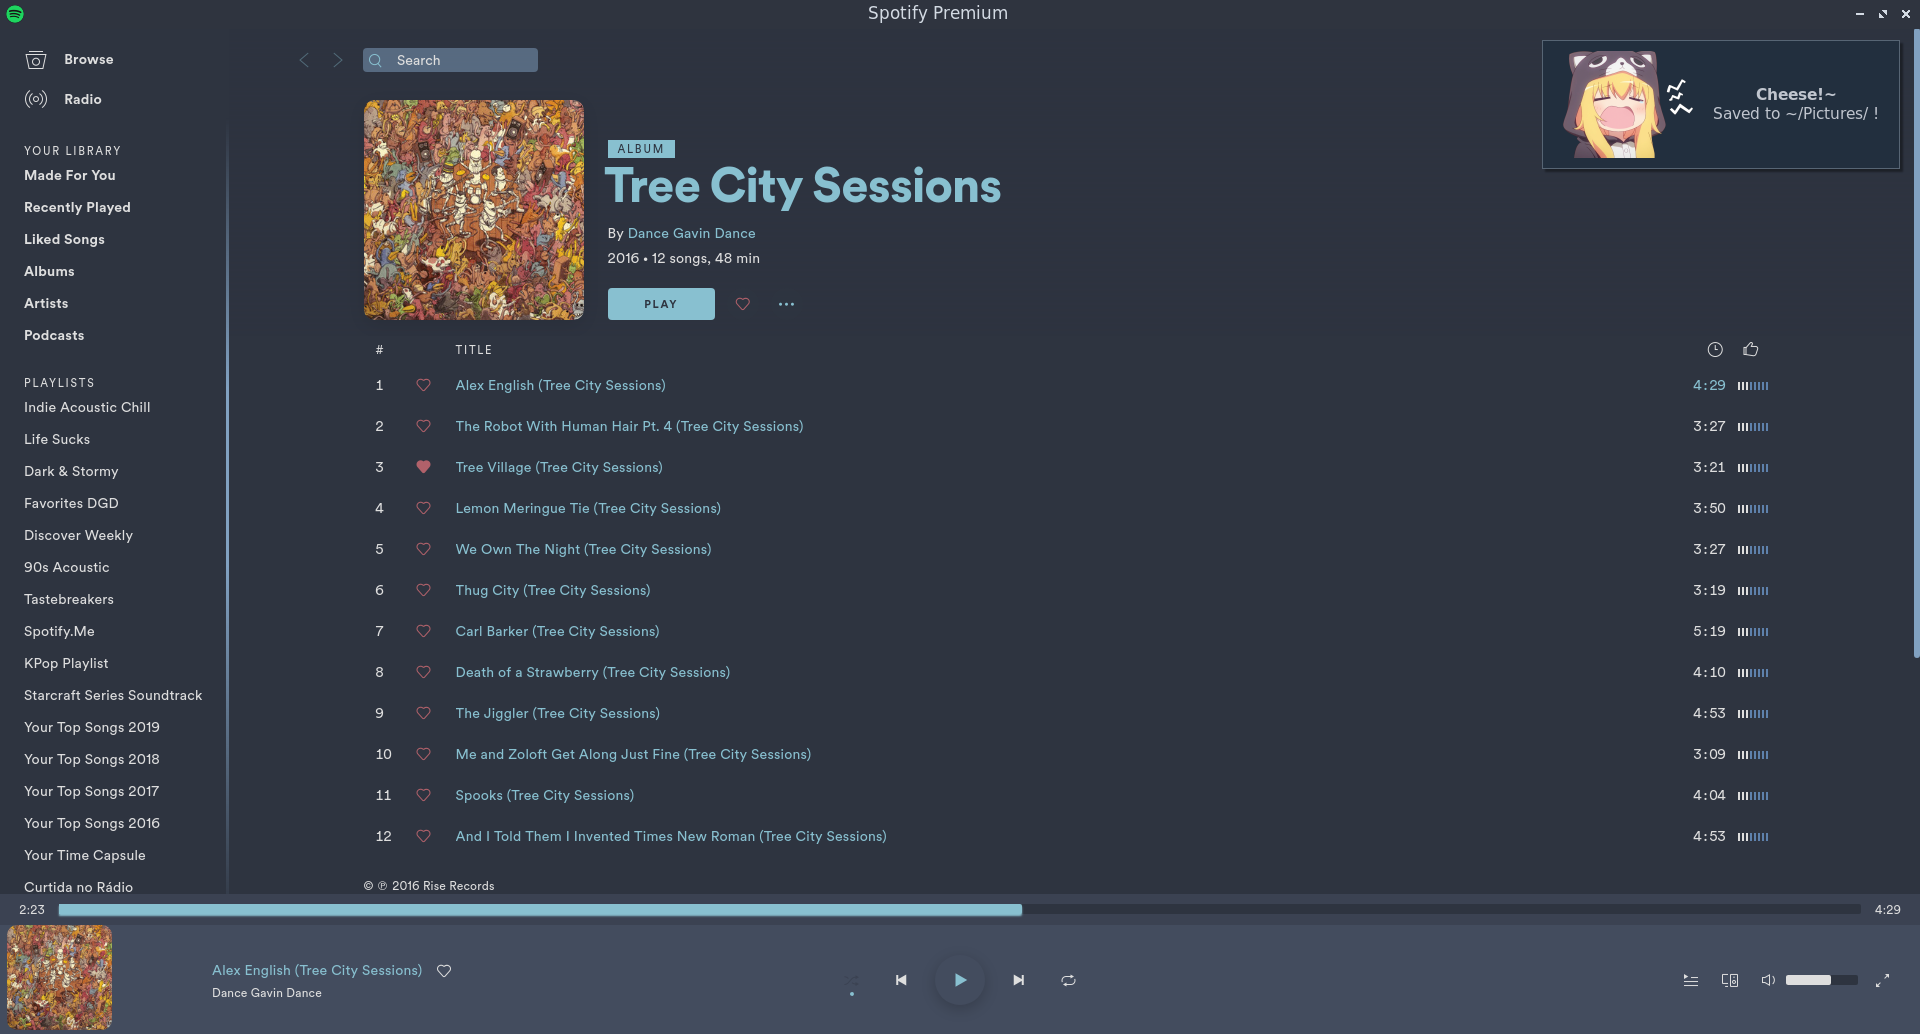 Spotify Premium
Browse
Radio
YOUR LIBRARY
Made For You
Recently Played
Liked Songs
Albums
Artists
Podcasts
PLAYLISTS
Indie Acoustic Chill
Life Sucks
Dark & Stormy
Favorites DGD
Discover Weekly
90s Acoustic
Tastebreakers
Spotify.Me
KPop Playlist
Starcraft Series Soundtrack
Your Top Songs 2019
Your Top Songs 2018
Your Top Songs 2017
Your Top Songs 2016
Your Time Capsule
Curtida no Rádio
Search
Cheese!~
Saved to ~/Pictures/ !
ALBUM
Tree City Sessions
By Dance Gavin Dance
2016 • 12 songs, 48 min
PLAY
# TITLE
1 Alex English (Tree City Sessions) 4:29
2 The Robot With Human Hair Pt. 4 (Tree City Sessions) 3:27
3 Tree Village (Tree City Sessions) 3:21
4 Lemon Meringue Tie (Tree City Sessions) 3:50
5 We Own The Night (Tree City Sessions) 3:27
6 Thug City (Tree City Sessions) 3:19
7 Carl Barker (Tree City Sessions) 5:19
8 Death of a Strawberry (Tree City Sessions) 4:10
9 The Jiggler (Tree City Sessions) 4:53
10 Me and Zoloft Get Along Just Fine (Tree City Sessions) 3:09
11 Spooks (Tree City Sessions) 4:04
12 And I Told Them I Invented Times New Roman (Tree City Sessions) 4:53
© ℗ 2016 Rise Records
2:23 4:29
Alex English (Tree City Sessions)
Dance Gavin Dance